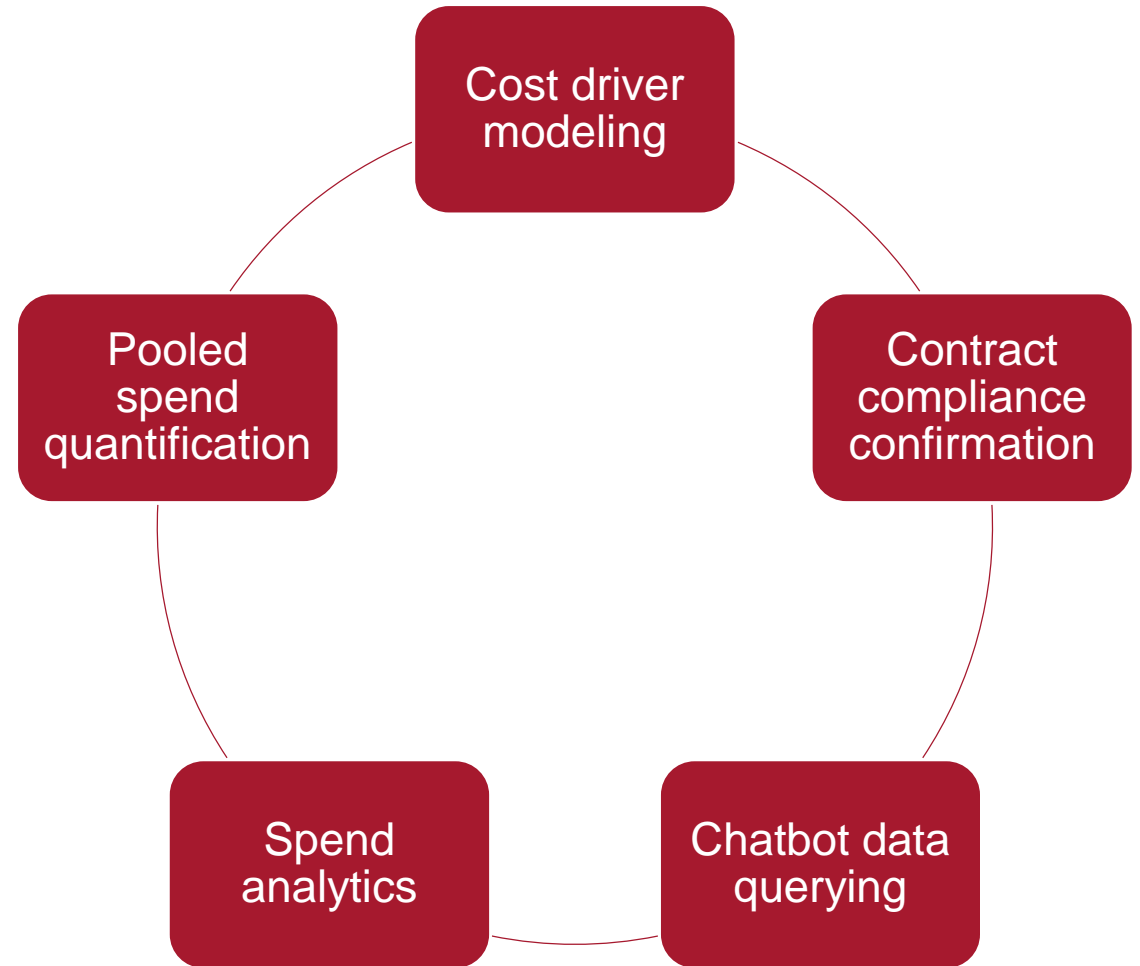 Cost driver
modeling
Contract
compliance
confirmation
Chatbot data
querying
Spend
analytics
Pooled
spend
quantification